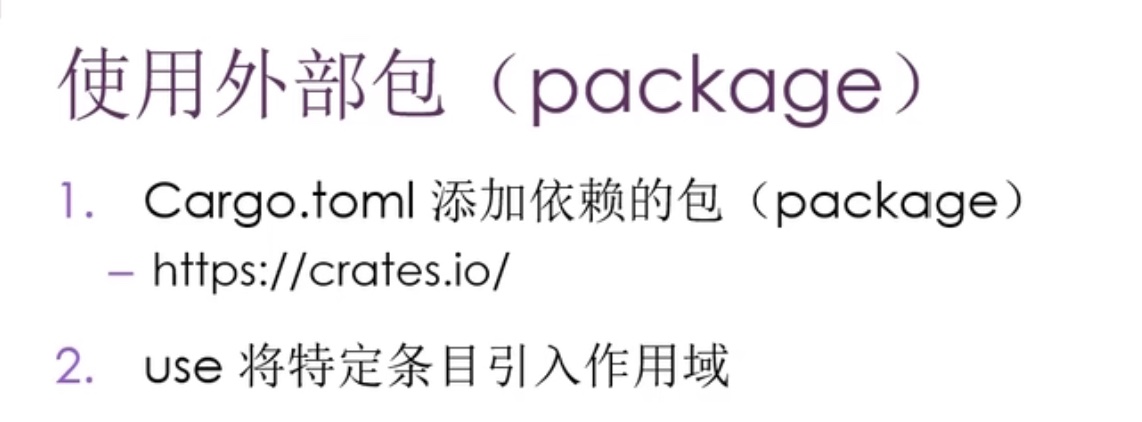 使用外部包（package）
1. Cargo.toml 添加依赖的包（package）
– https://crates.io/
2. use 将特定条目引入作用域